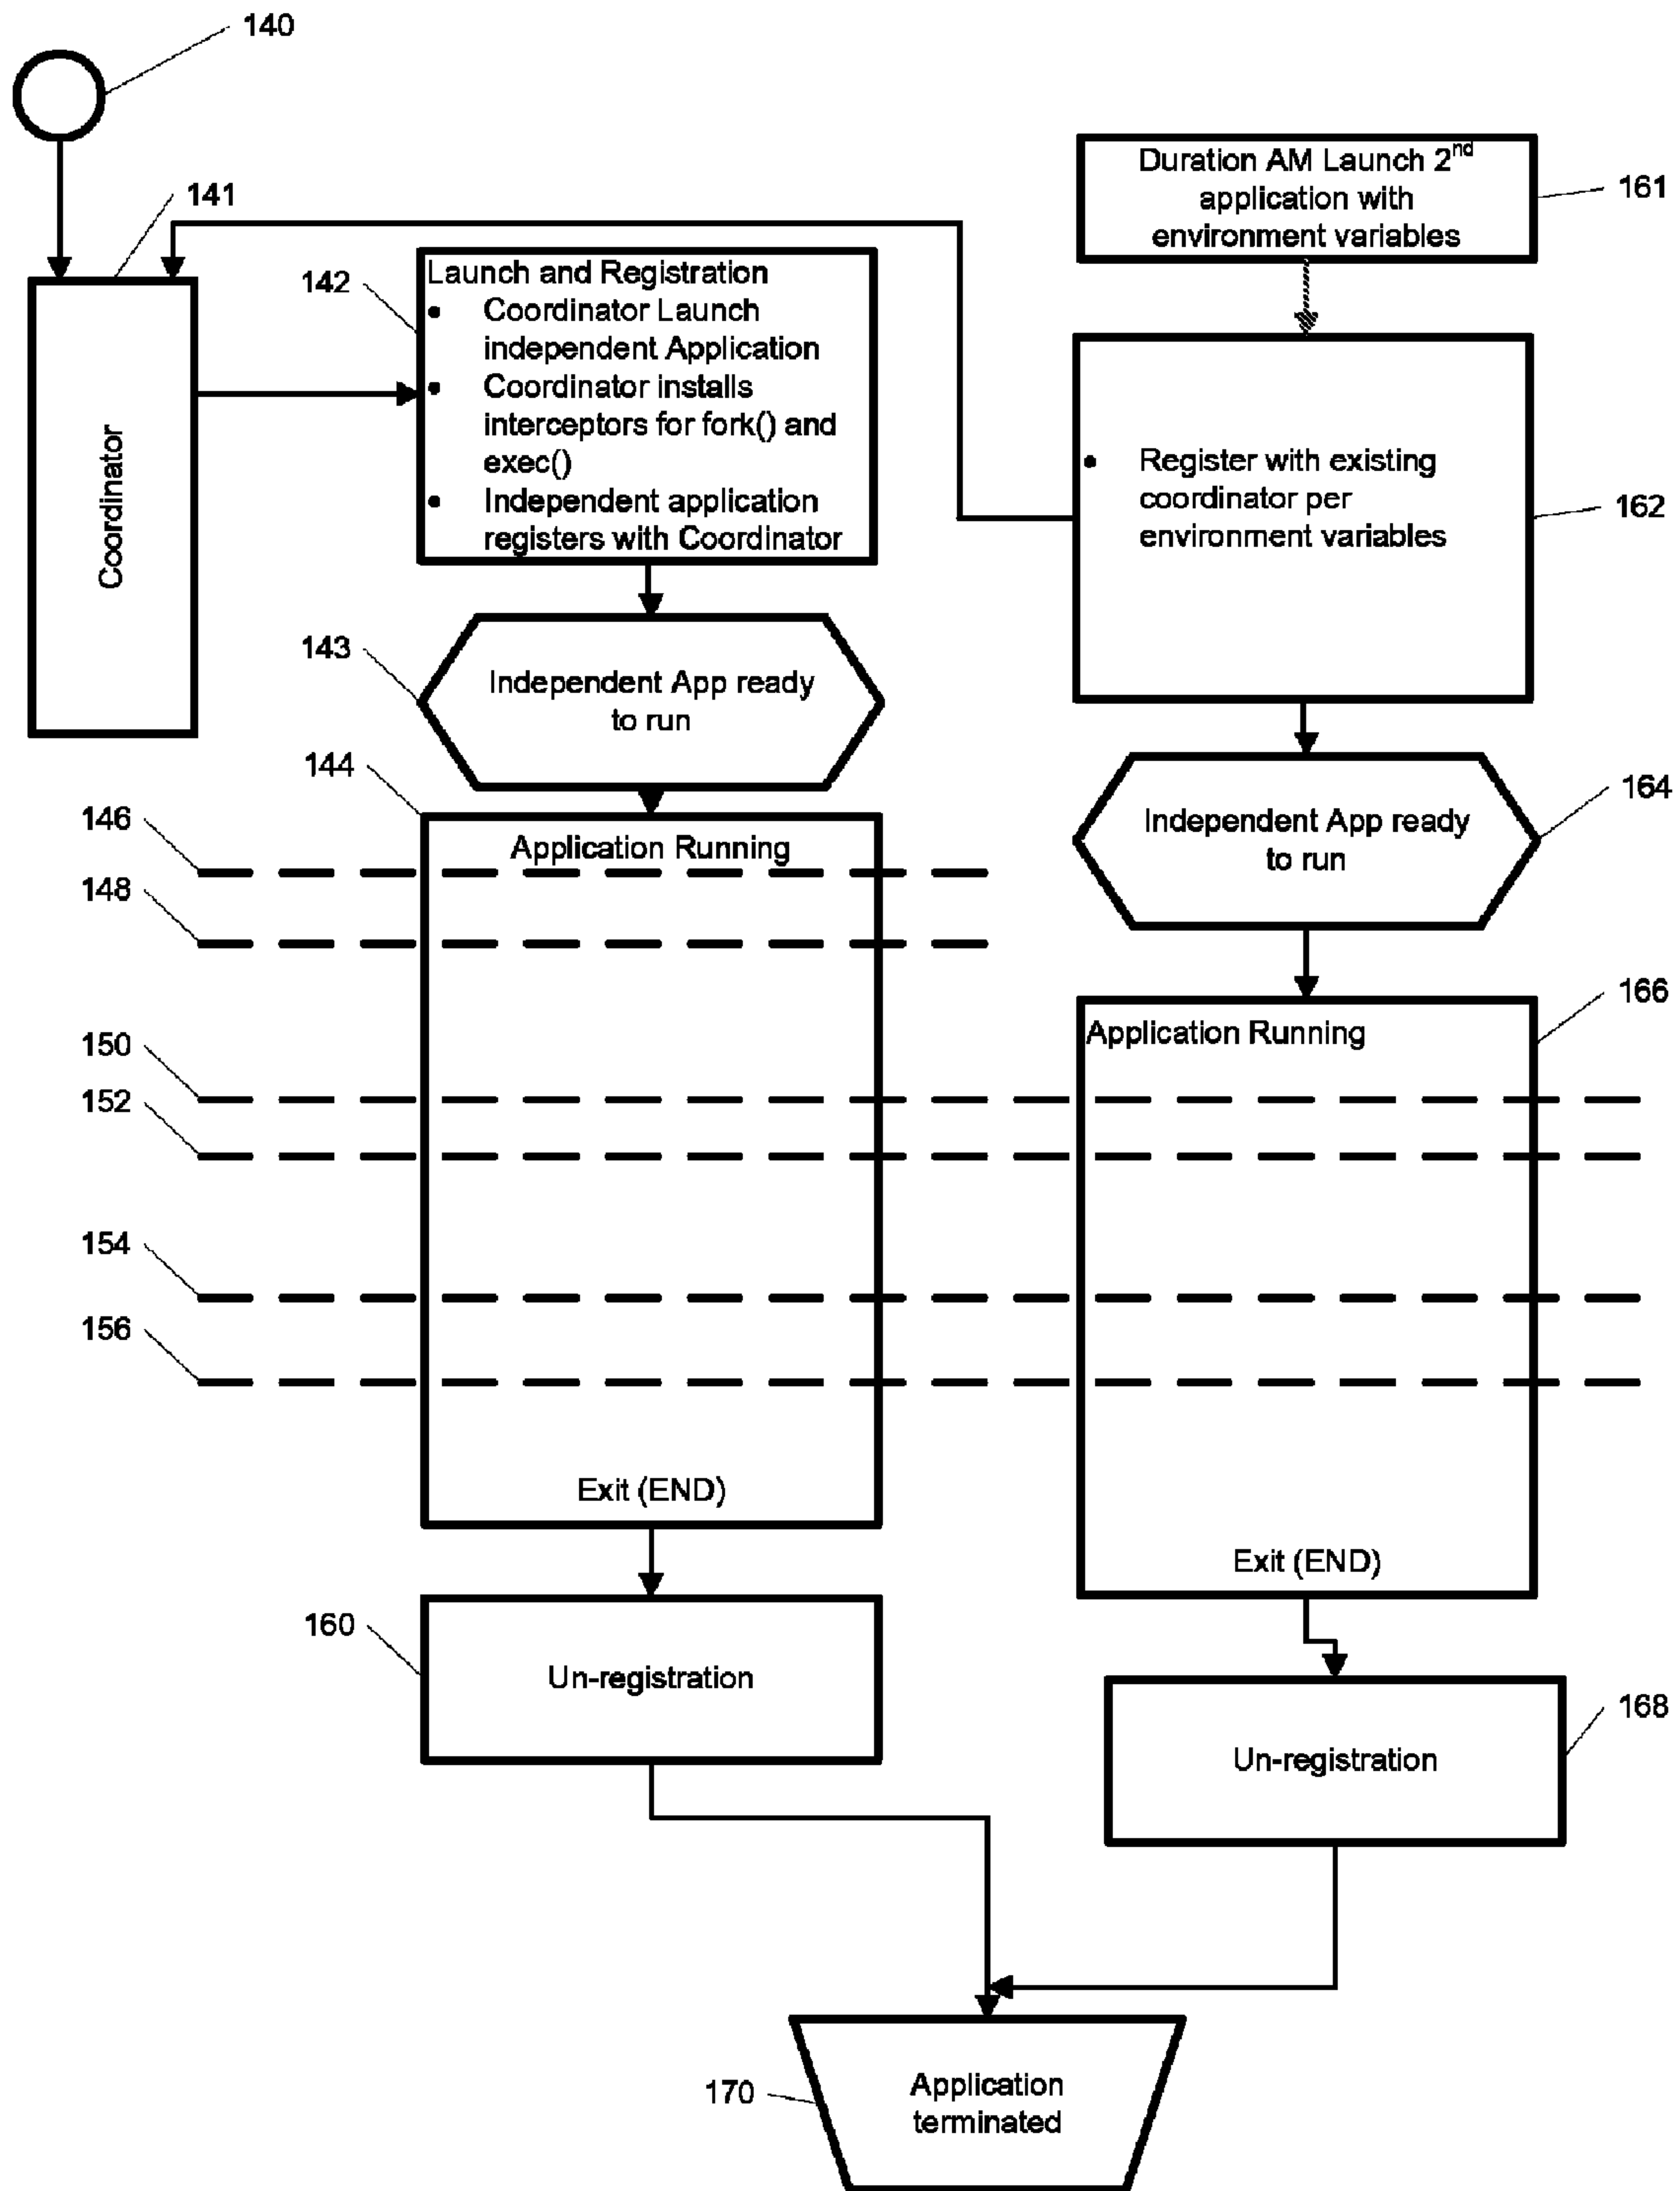 140
141
Coordinator
142
Launch and Registration
• Coordinator Launch
independent Application
• Coordinator installs
interceptors for fork() and
exec()
• Independent application
registers with Coordinator
143
Independent App ready
to run
144
Application Running
146
148
150
152
154
156
Exit (END)
160
Un-registration
Duration AM Launch 2nd
application with
environment variables
161
• Register with existing
coordinator per
environment variables
162
Independent App ready
to run
164
Application Running
166
Exit (END)
Un-registration
168
170
Application
terminated